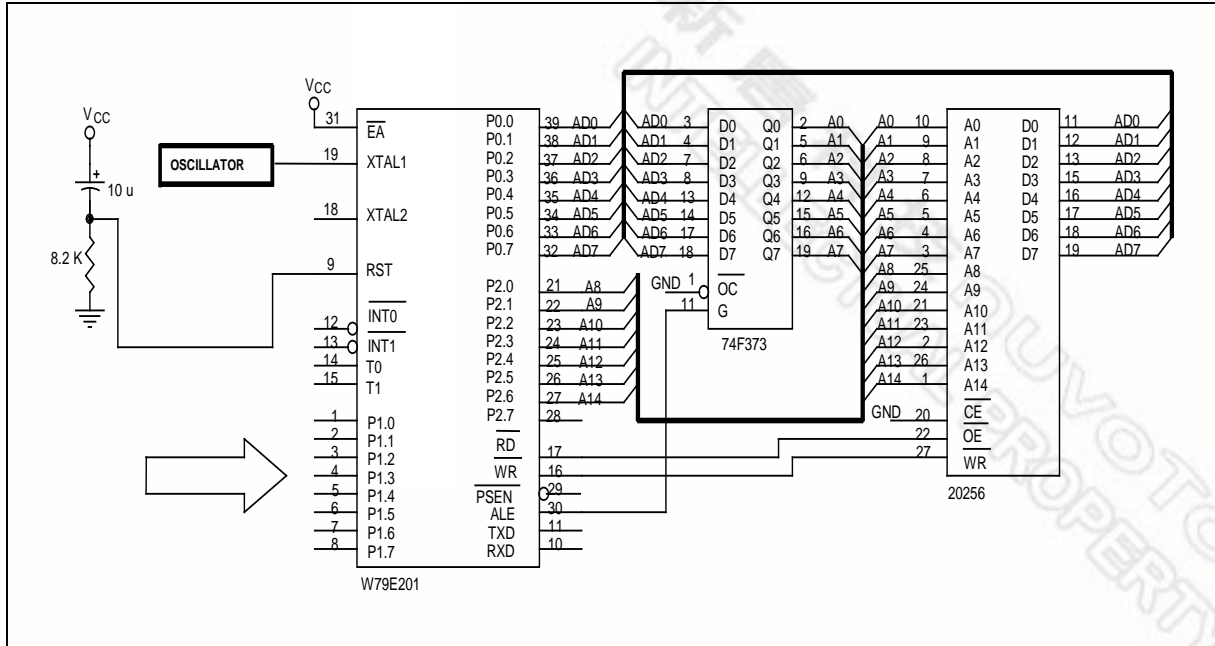 VCC
10 u
8.2 K
OSCILLATOR
VCC
31 EA
19 XTAL1
18 XTAL2
9 RST
12 INT0
13 INT1
14 T0
15 T1
1 P1.0
2 P1.1
3 P1.2
4 P1.3
5 P1.4
6 P1.5
7 P1.6
8 P1.7
P0.0 39 AD0
P0.1 38 AD1
P0.2 37 AD2
P0.3 36 AD3
P0.4 35 AD4
P0.5 34 AD5
P0.6 33 AD6
P0.7 32 AD7
P2.0 21 A8
P2.1 22 A9
P2.2 23 A10
P2.3 24 A11
P2.4 25 A12
P2.5 26 A13
P2.6 27 A14
P2.7 28
RD 17
WR 16
PSEN 29
ALE 30
TXD 11
RXD 10
W79E201
AD0 3 D0 Q0 2 A0
AD1 4 D1 Q1 5 A1
AD2 7 D2 Q2 6 A2
AD3 8 D3 Q3 9 A3
AD4 13 D4 Q4 12 A4
AD5 14 D5 Q5 15 A5
AD6 17 D6 Q6 16 A6
AD7 18 D7 Q7 19 A7
GND 1 OC
11 G
74F373
A0 10 A0 D0 11 AD0
A1 9 A1 D1 12 AD1
A2 8 A2 D2 13 AD2
A3 7 A3 D3 15 AD3
A4 6 A4 D4 16 AD4
A5 5 A5 D5 17 AD5
A6 4 A6 D6 18 AD6
A7 3 A7 D7 19 AD7
A8 25 A8
A9 24 A9
A10 21 A10
A11 23 A11
A12 2 A12
A13 26 A13
A14 1 A14
GND 20 CE
22 OE
27 WR
20256